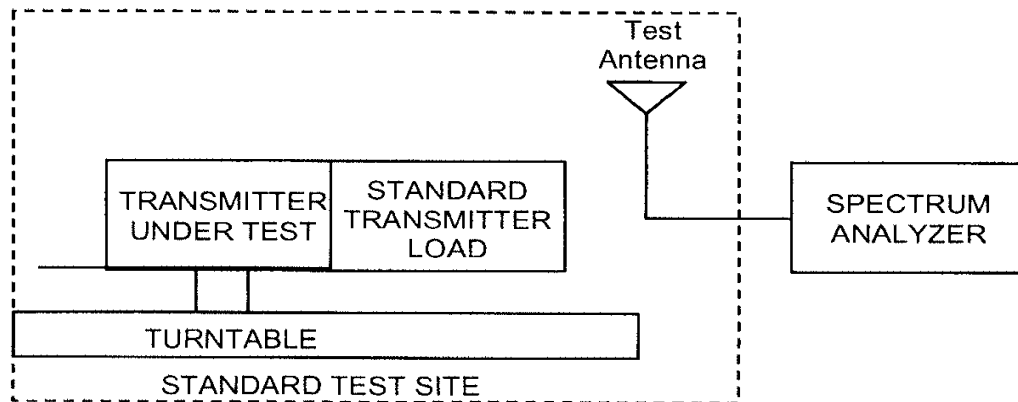 Test
Antenna
TRANSMITTER
UNDER TEST
STANDARD
TRANSMITTER
LOAD
SPECTRUM
ANALYZER
TURNTABLE
STANDARD TEST SITE